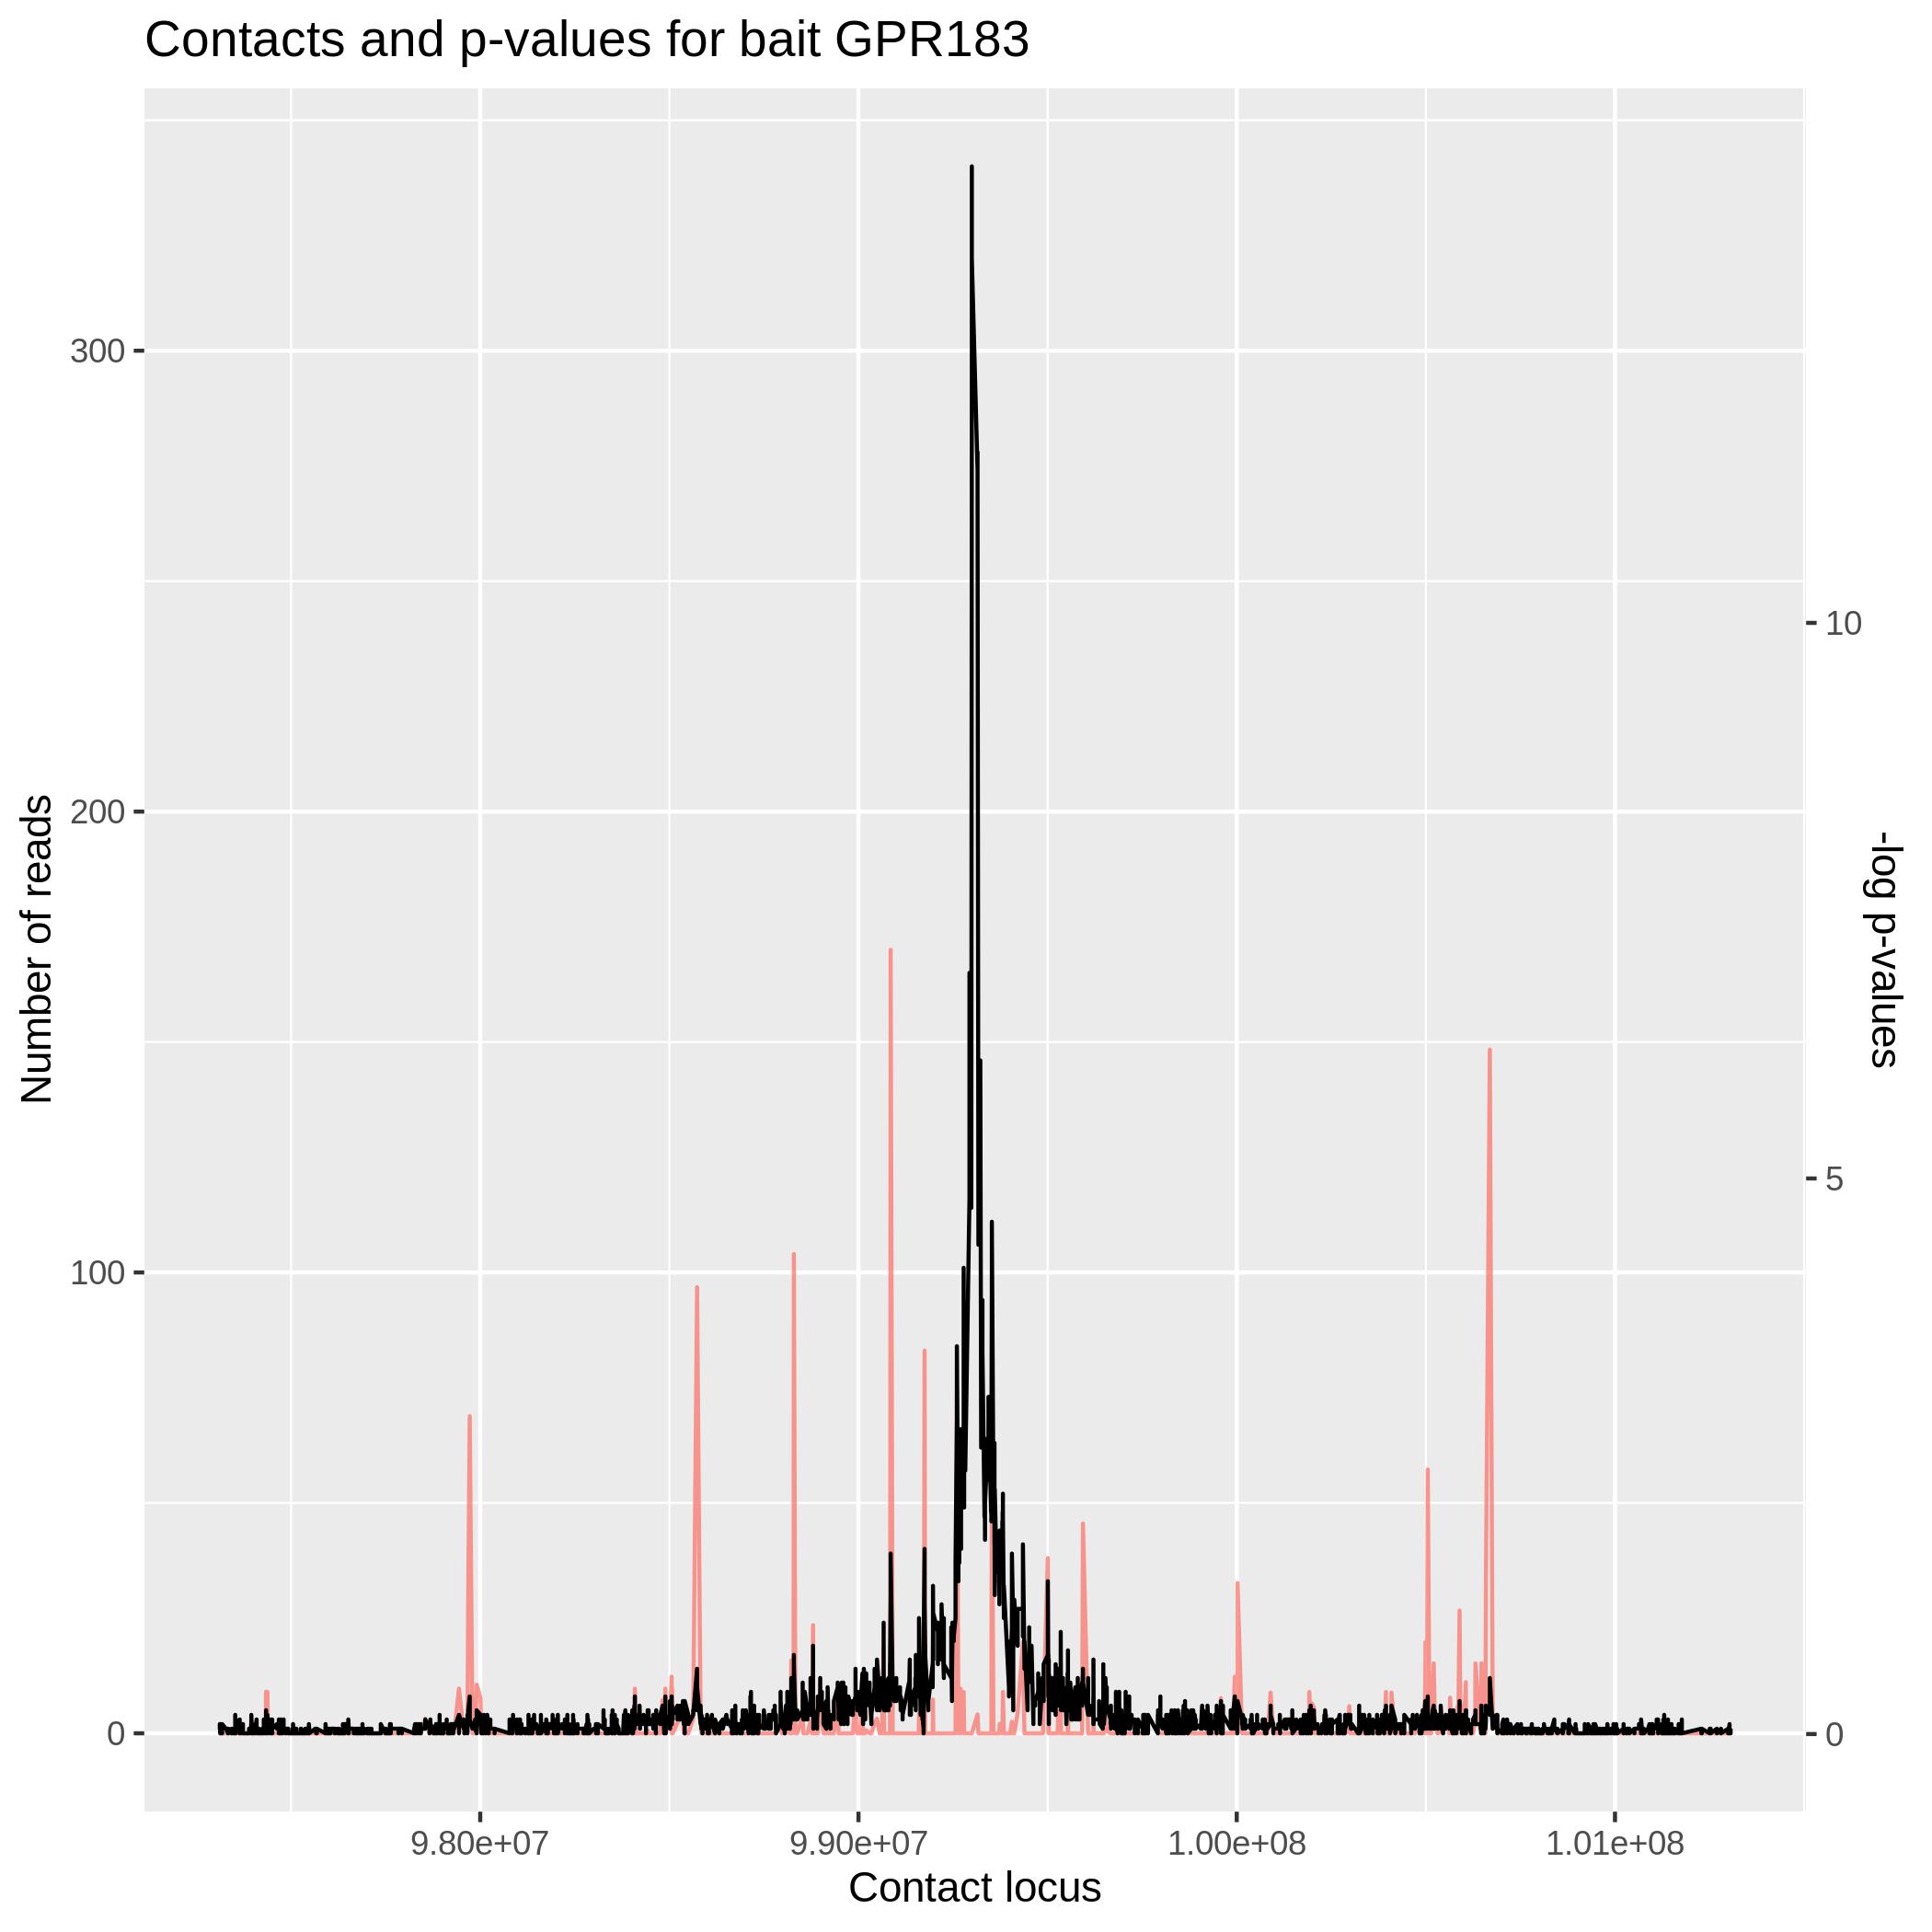 Contacts and p-values for bait GPR183
Number of reads
300
200
100
0
10
5
0
-log p-values
9.80e+07
9.90e+07
1.00e+08
1.01e+08
Contact locus